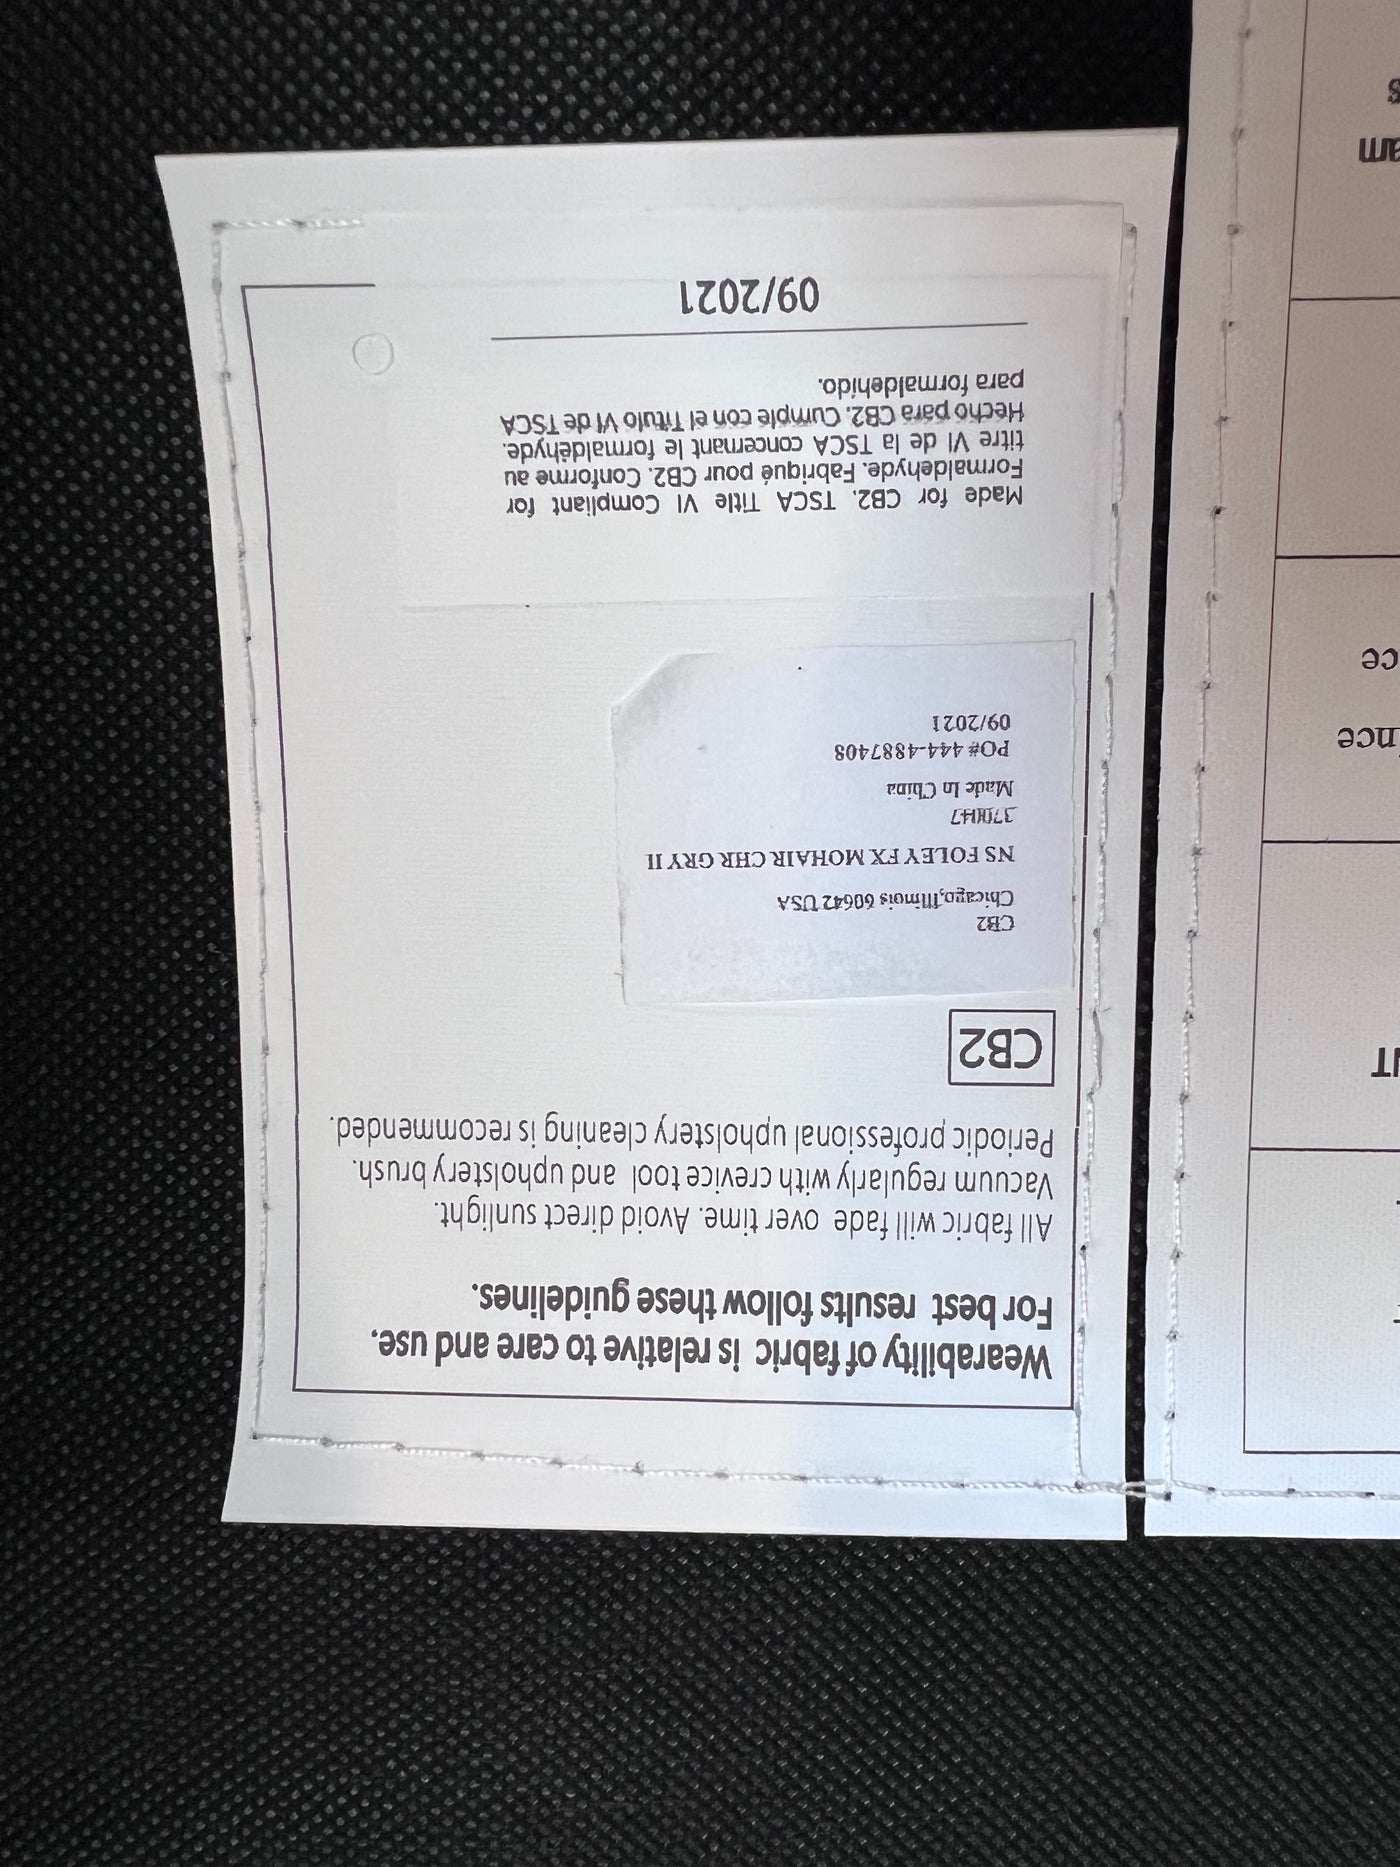 Wearability of fabric is relative to care and use.
For best results follow these guidelines.
All fabric will fade over time. Avoid direct sunlight.
Vacuum regularly with crevice tool and upholstery brush.
Periodic professional upholstery cleaning is recommended.
CB2
CB2
Chicago,Illinois 60642 USA
NS FOLEY FX MOHAIR CHR GRY II
Made In China
PO# 444-4887408
09/2021
Made for CB2. TSCA Title VI Compliant for
Formaldehyde. Fabriqué pour CB2. Conforme au
titre VI de la TSCA concernant le formaldéhyde.
Hecho para CB2. Cumple con el Título VI de TSCA
para formaldehido.
09/2021